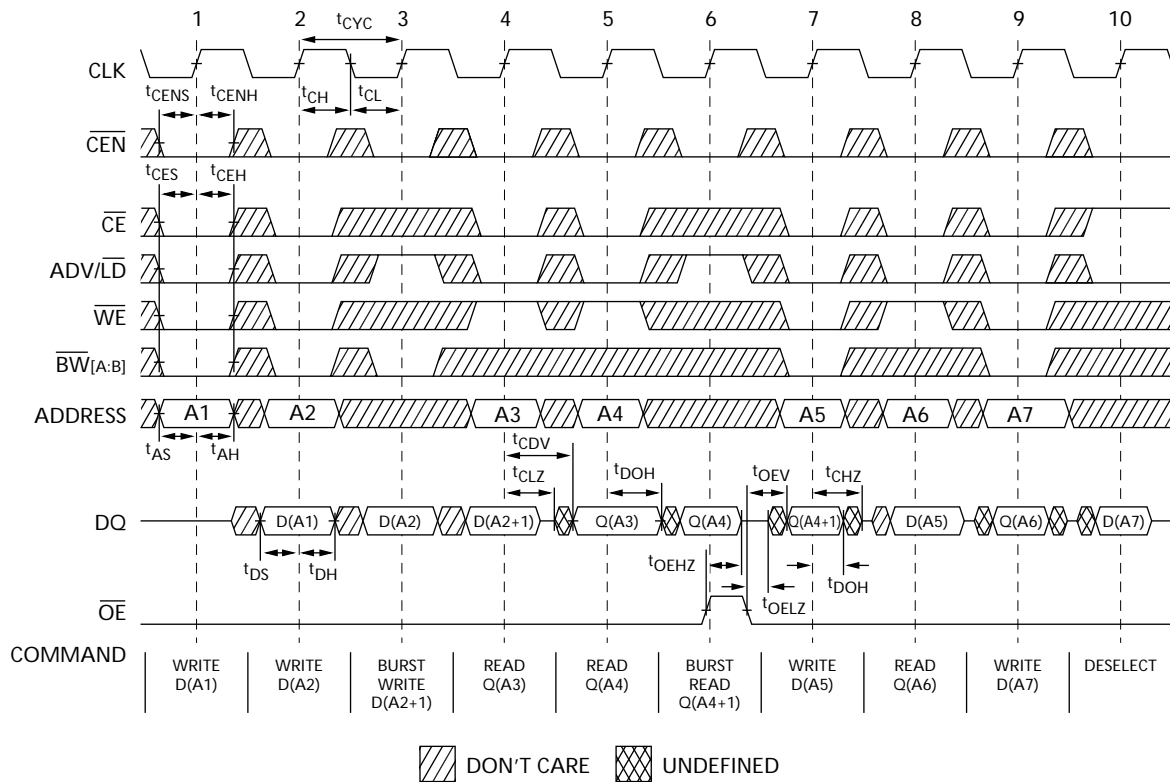 1 2 3 4 5 6 7 8 9 10
tCYC
CLK
tCENS tCENH tCH tCL
CEN
tCES tCEH
CE
ADV/LD
WE
BW[A:B]
ADDRESS A1 A2 A3 A4 A5 A6 A7
tAS tAH tCDV
tCLZ tDOH tOEV tCHZ
DQ D(A1) D(A2) D(A2+1) Q(A3) Q(A4) Q(A4+1) D(A5) Q(A6) D(A7)
tDS tDH tOEHZ tDOH
tOELZ
OE
COMMAND
WRITE D(A1)
WRITE D(A2)
BURST WRITE D(A2+1)
READ Q(A3)
READ Q(A4)
BURST READ Q(A4+1)
WRITE D(A5)
READ Q(A6)
WRITE D(A7)
DESELECT
DON'T CARE UNDEFINED